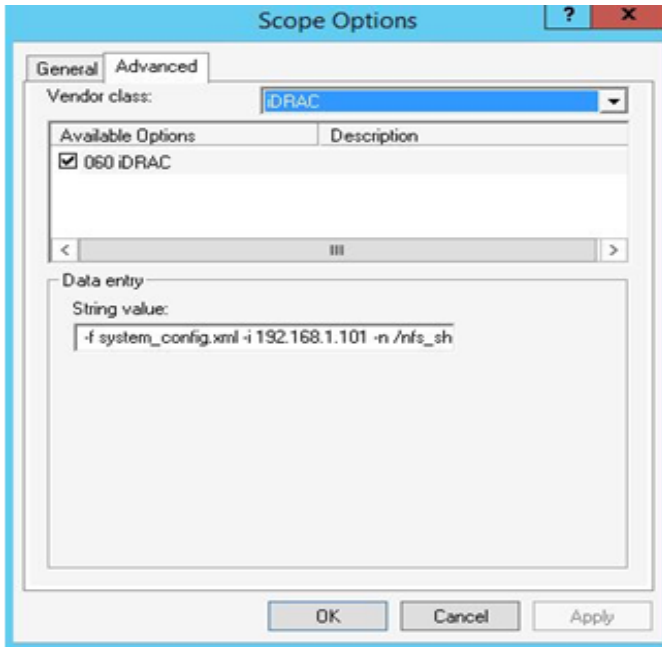 Scope Options
?
x
General
Advanced
Vendor class:
iDRAC
Available Options
Description
060 iDRAC
Data entry
String value:
-f system_config.xml -i 192.168.1.101 -n /nfs_sh
OK
Cancel
Apply